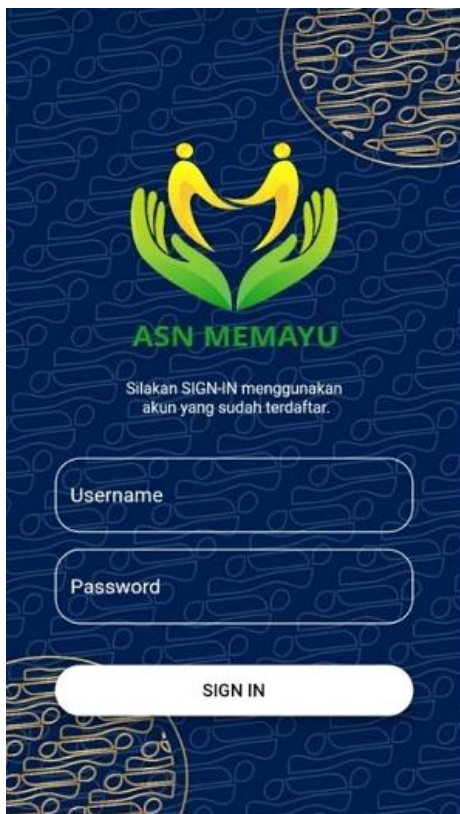 ASN MEMAYU
Silakan SIGN-IN menggunakan
akun yang sudah terdaftar.
Username
Password
SIGN IN